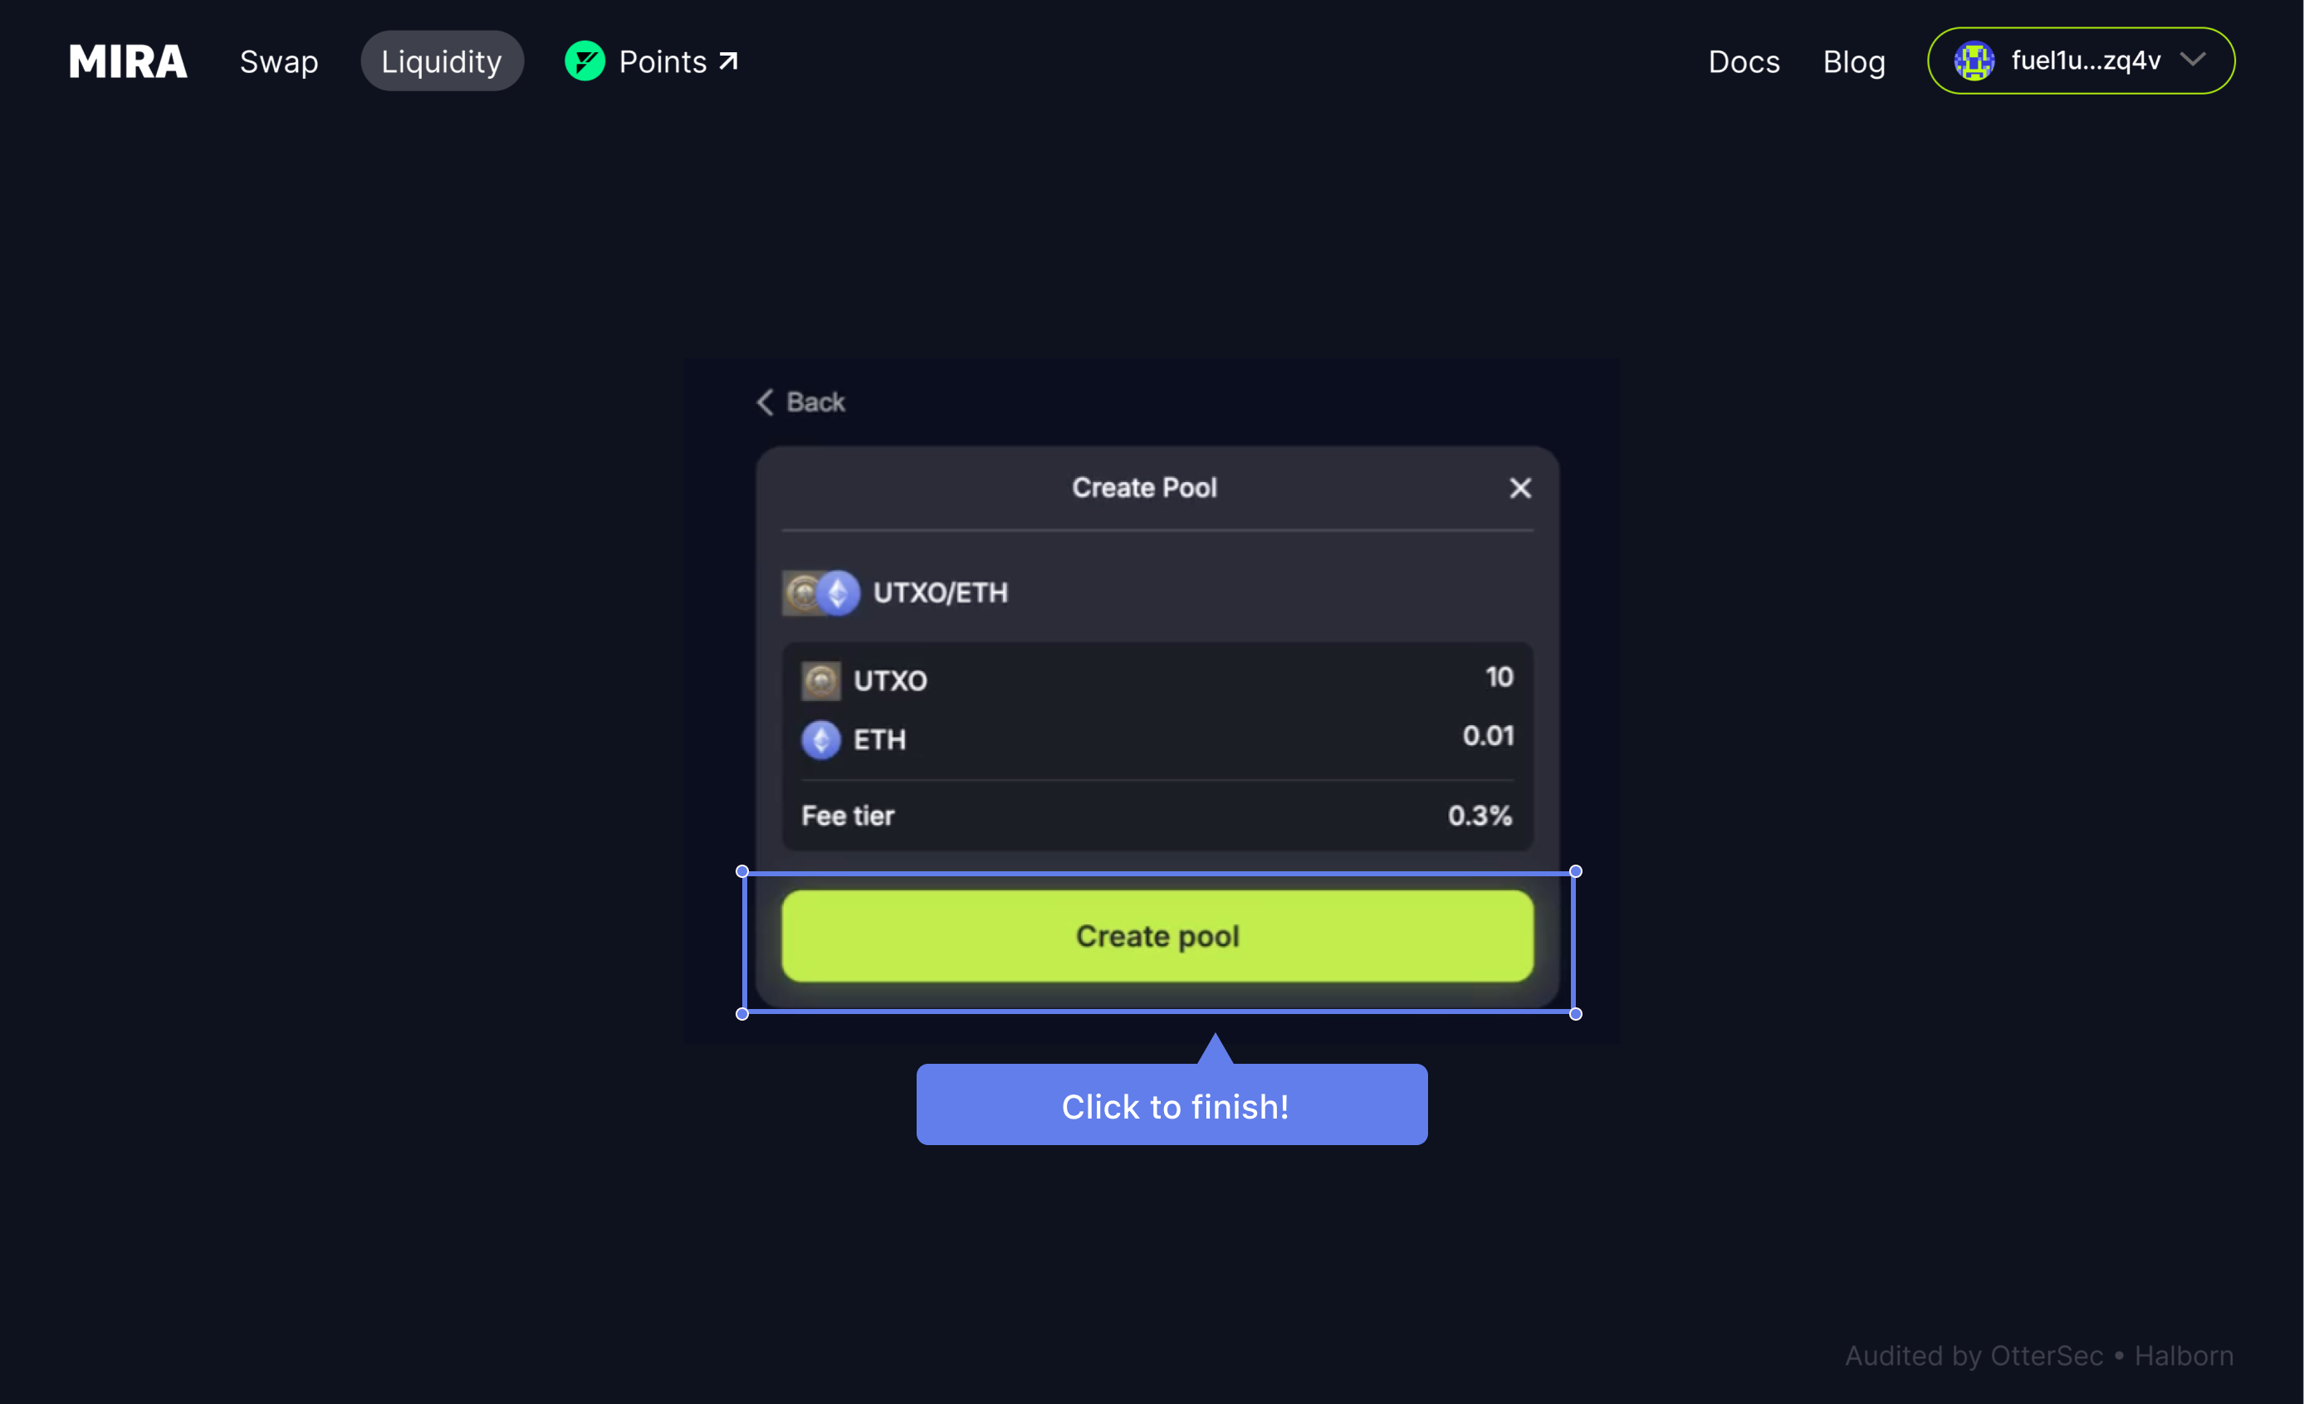 MIRA
Swap
Liquidity
Points
Docs
Blog
fuel1u...zq4v
Back
Create Pool
UTXO/ETH
UTXO 10
ETH 0.01
Fee tier 0.3%
Create pool
Click to finish!
Audited by OtterSec • Halborn